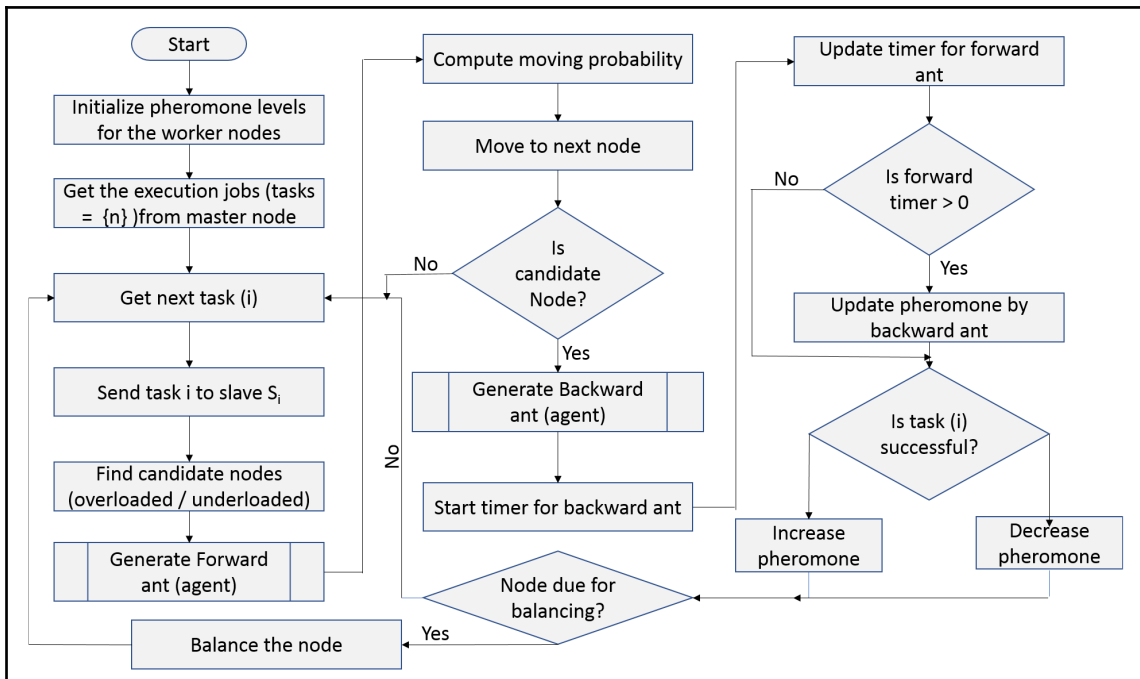 Start
Initialize pheromone levels
for the worker nodes
Get the execution jobs (tasks
= {n} )from master node
Get next task (i)
Send task i to slave Si
Find candidate nodes
(overloaded / underloaded)
Generate Forward
ant (agent)
Compute moving probability
Move to next node
Is
candidate
Node?
No
Yes
Generate Backward
ant (agent)
Start timer for backward ant
Update timer for forward
ant
Is forward
timer > 0
No
Yes
Update pheromone by
backward ant
Is task (i)
successful?
Increase
pheromone
Decrease
pheromone
Node due for
balancing?
No
Yes
Balance the node